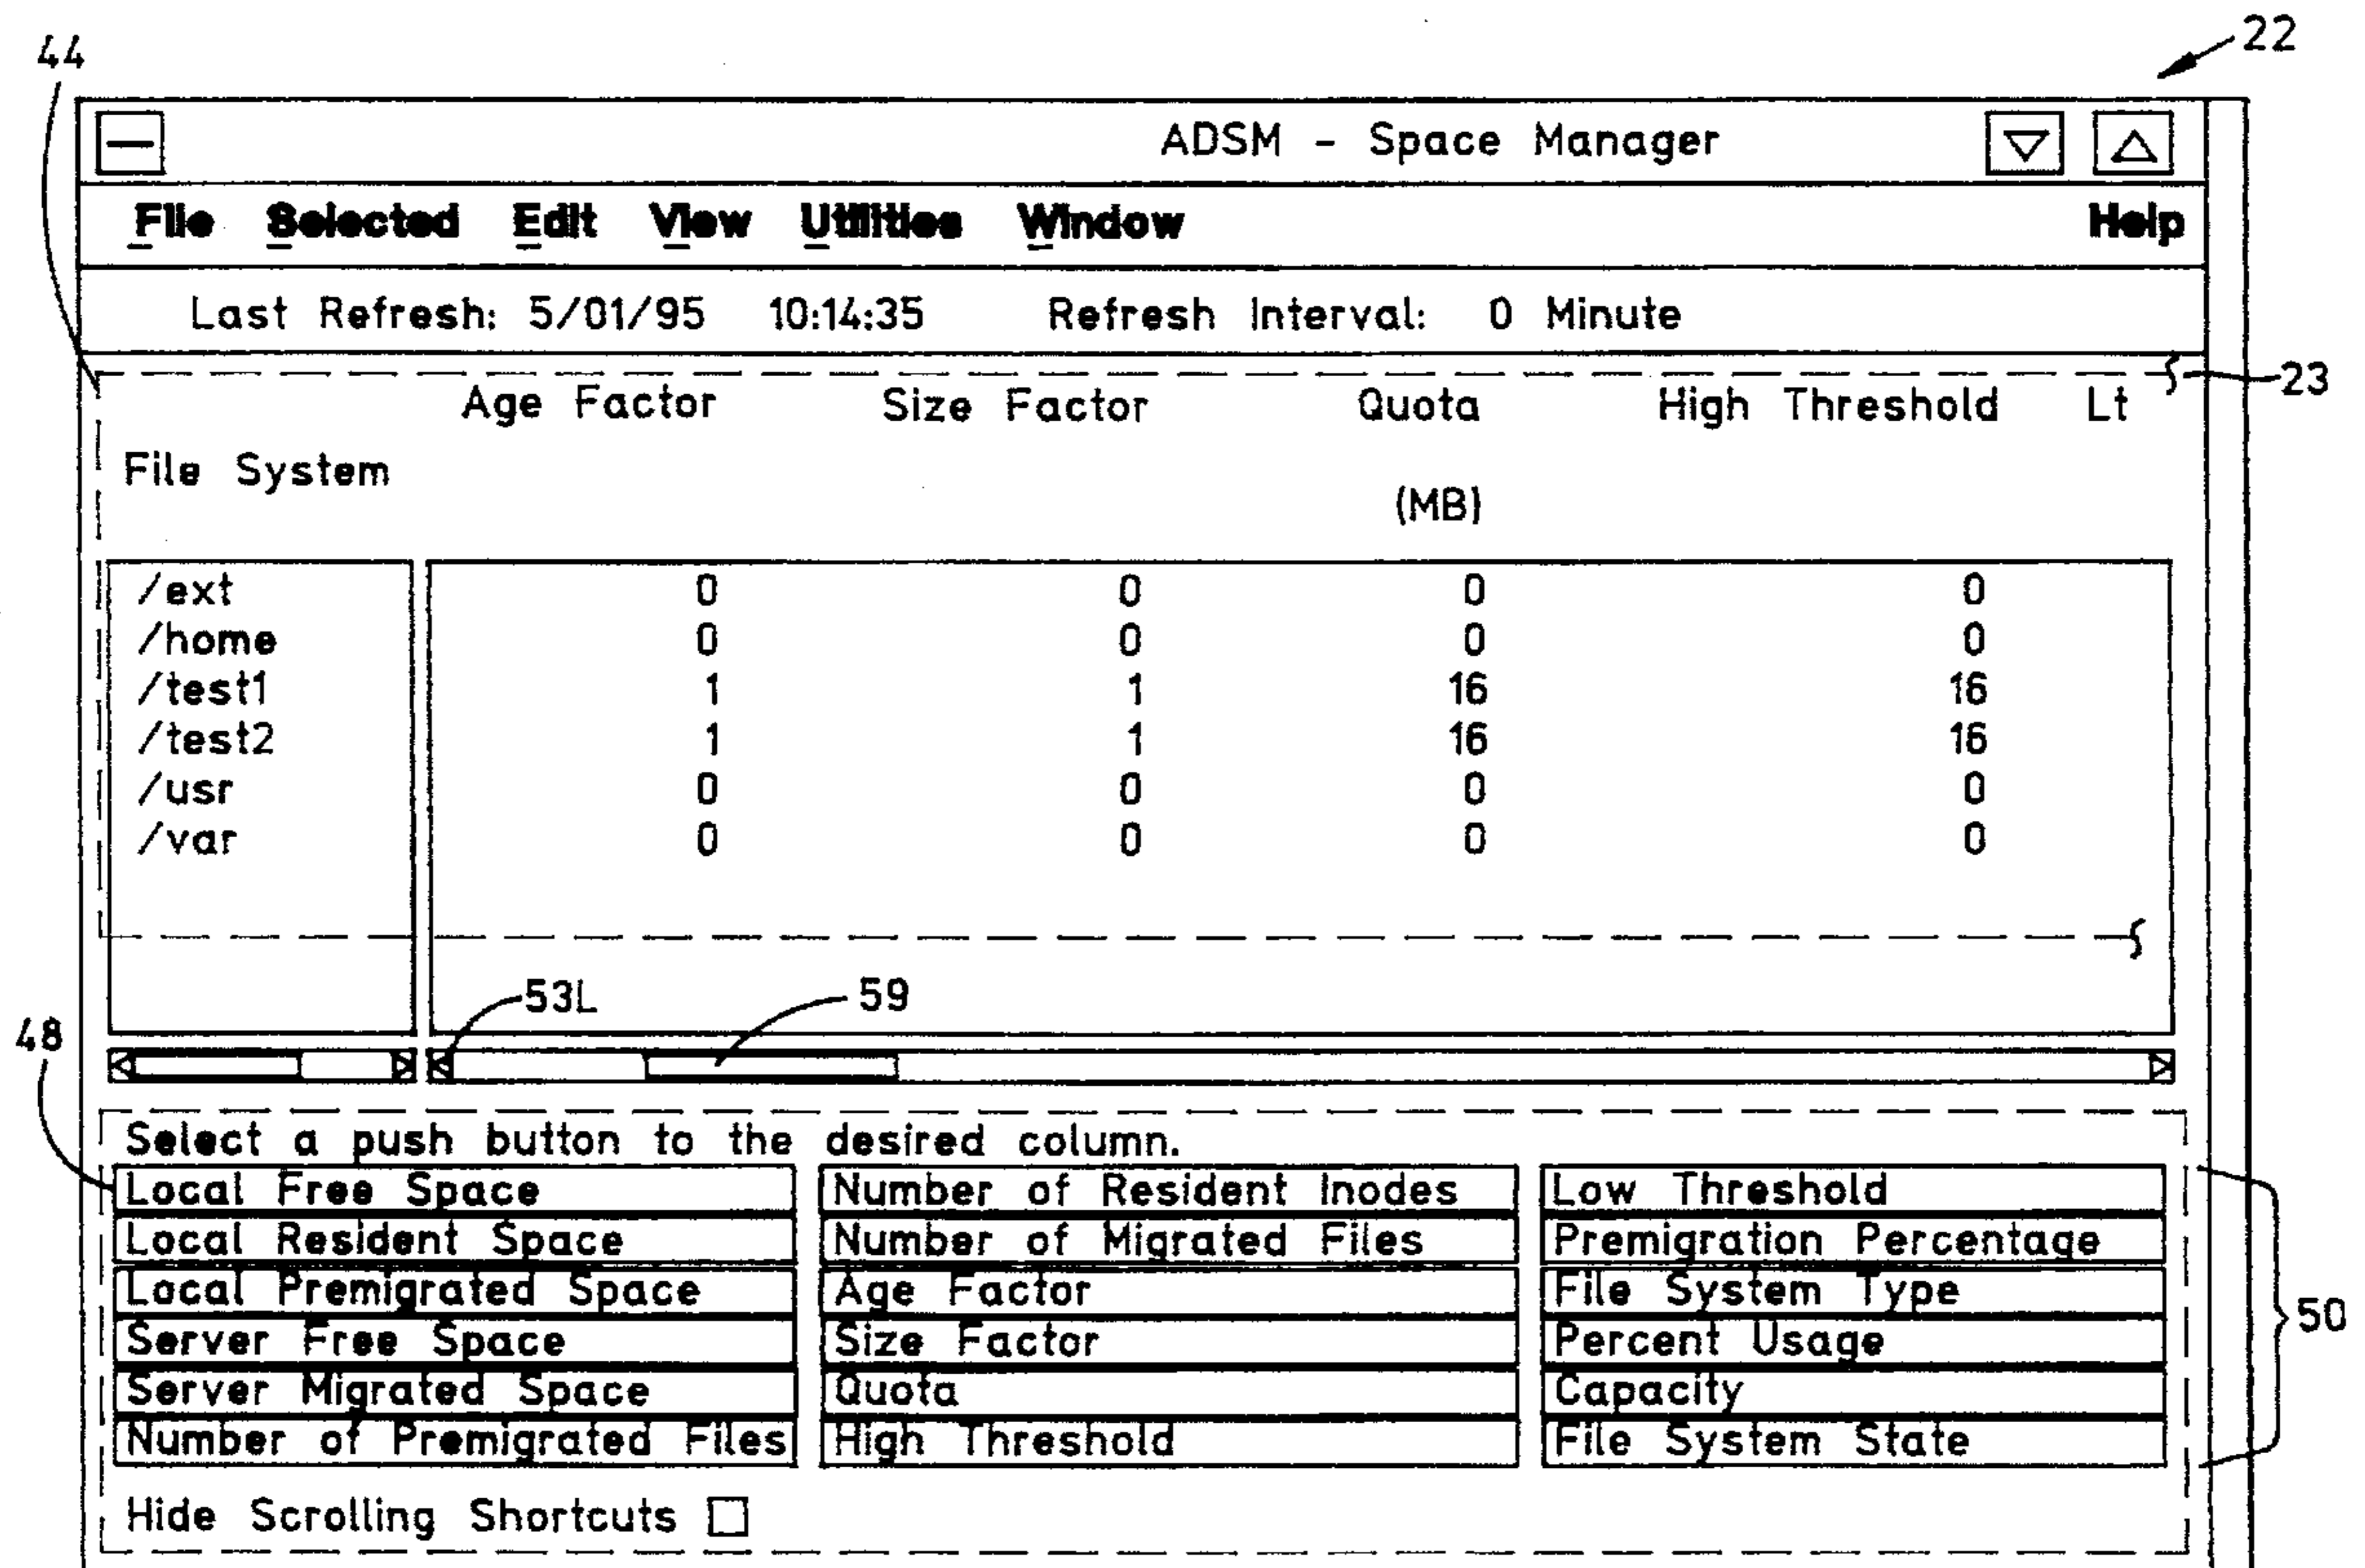 22
44
ADSM - Space Manager
File Selected Edit View Utilities Window Help
Last Refresh: 5/01/95 10:14:35 Refresh Interval: 0 Minute
23
Age Factor Size Factor Quota High Threshold Lt
File System
(MB)
/ext 0 0 0 0
/home 0 0 0 0
/test1 1 1 16 16
/test2 1 1 16 16
/usr 0 0 0 0
/var 0 0 0 0
53L 59
48
Select a push button to the desired column.
Local Free Space Number of Resident Inodes Low Threshold
Local Resident Space Number of Migrated Files Premigration Percentage
Local Premigrated Space Age Factor File System Type
50
Server Free Space Size Factor Percent Usage
Server Migrated Space Quota Capacity
Number of Premigrated Files High Threshold File System State
Hide Scrolling Shortcuts